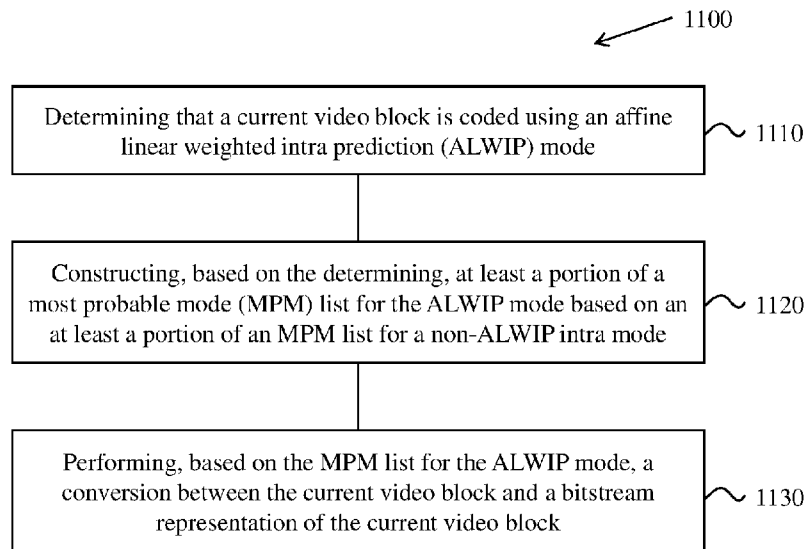 1100
Determining that a current video block is coded using an affine
linear weighted intra prediction (ALWIP) mode
1110
Constructing, based on the determining, at least a portion of a
most probable mode (MPM) list for the ALWIP mode based on an
at least a portion of an MPM list for a non-ALWIP intra mode
1120
Performing, based on the MPM list for the ALWIP mode, a
conversion between the current video block and a bitstream
representation of the current video block
1130